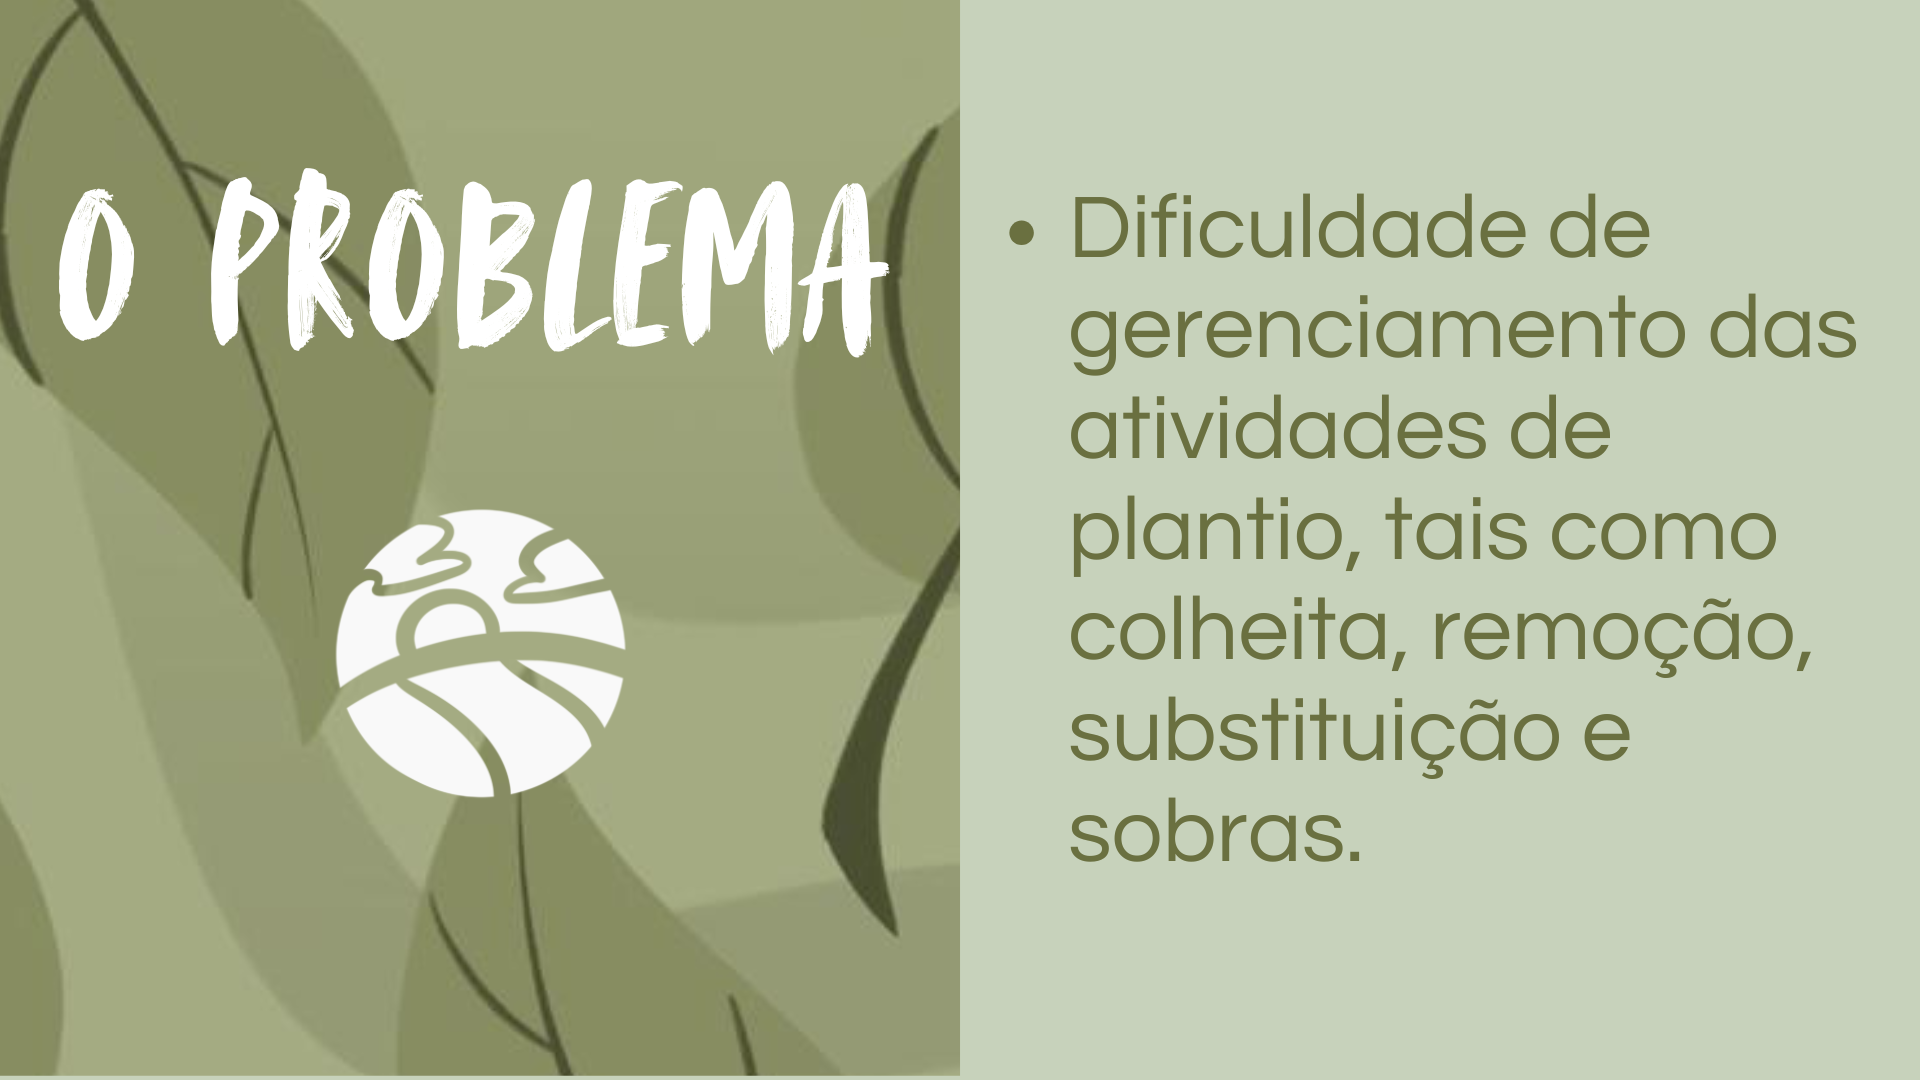 O PROBLEMA
• Dificuldade de
gerenciamento das
atividades de
plantio, tais como
colheita, remoção,
substituição e
sobras.